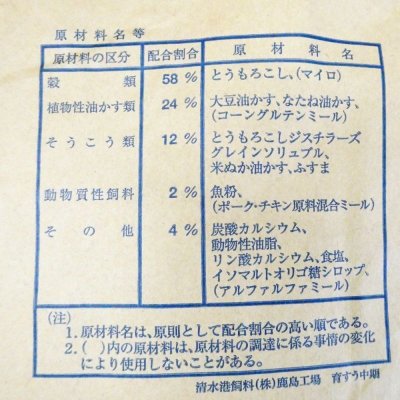 原材料名等
原材料の区分 配合割合 原材料名
穀類 58 % とうもろこし、(マイロ)
植物性油かす類 24 % 大豆油かす、なたね油かす、
(コーングルテンミール)
そうこう類 12 % とうもろこしジスチラーズ
グレインソリュブル、
米ぬか油かす、ふすま
動物質性飼料 2 % 魚粉、
(ポーク・チキン原料混合ミール)
その他 4 % 炭酸カルシウム、
動物性油脂、
リン酸カルシウム、食塩、
イソマルトオリゴ糖シロップ、
(アルファルファミール)
(注)
1.原材料名は、原則として配合割合の高い順である。
2.( )内の原材料は、原材料の調達に係る事情の変化
により使用しないことがある。
清水港飼料(株)鹿島工場 育すう中期